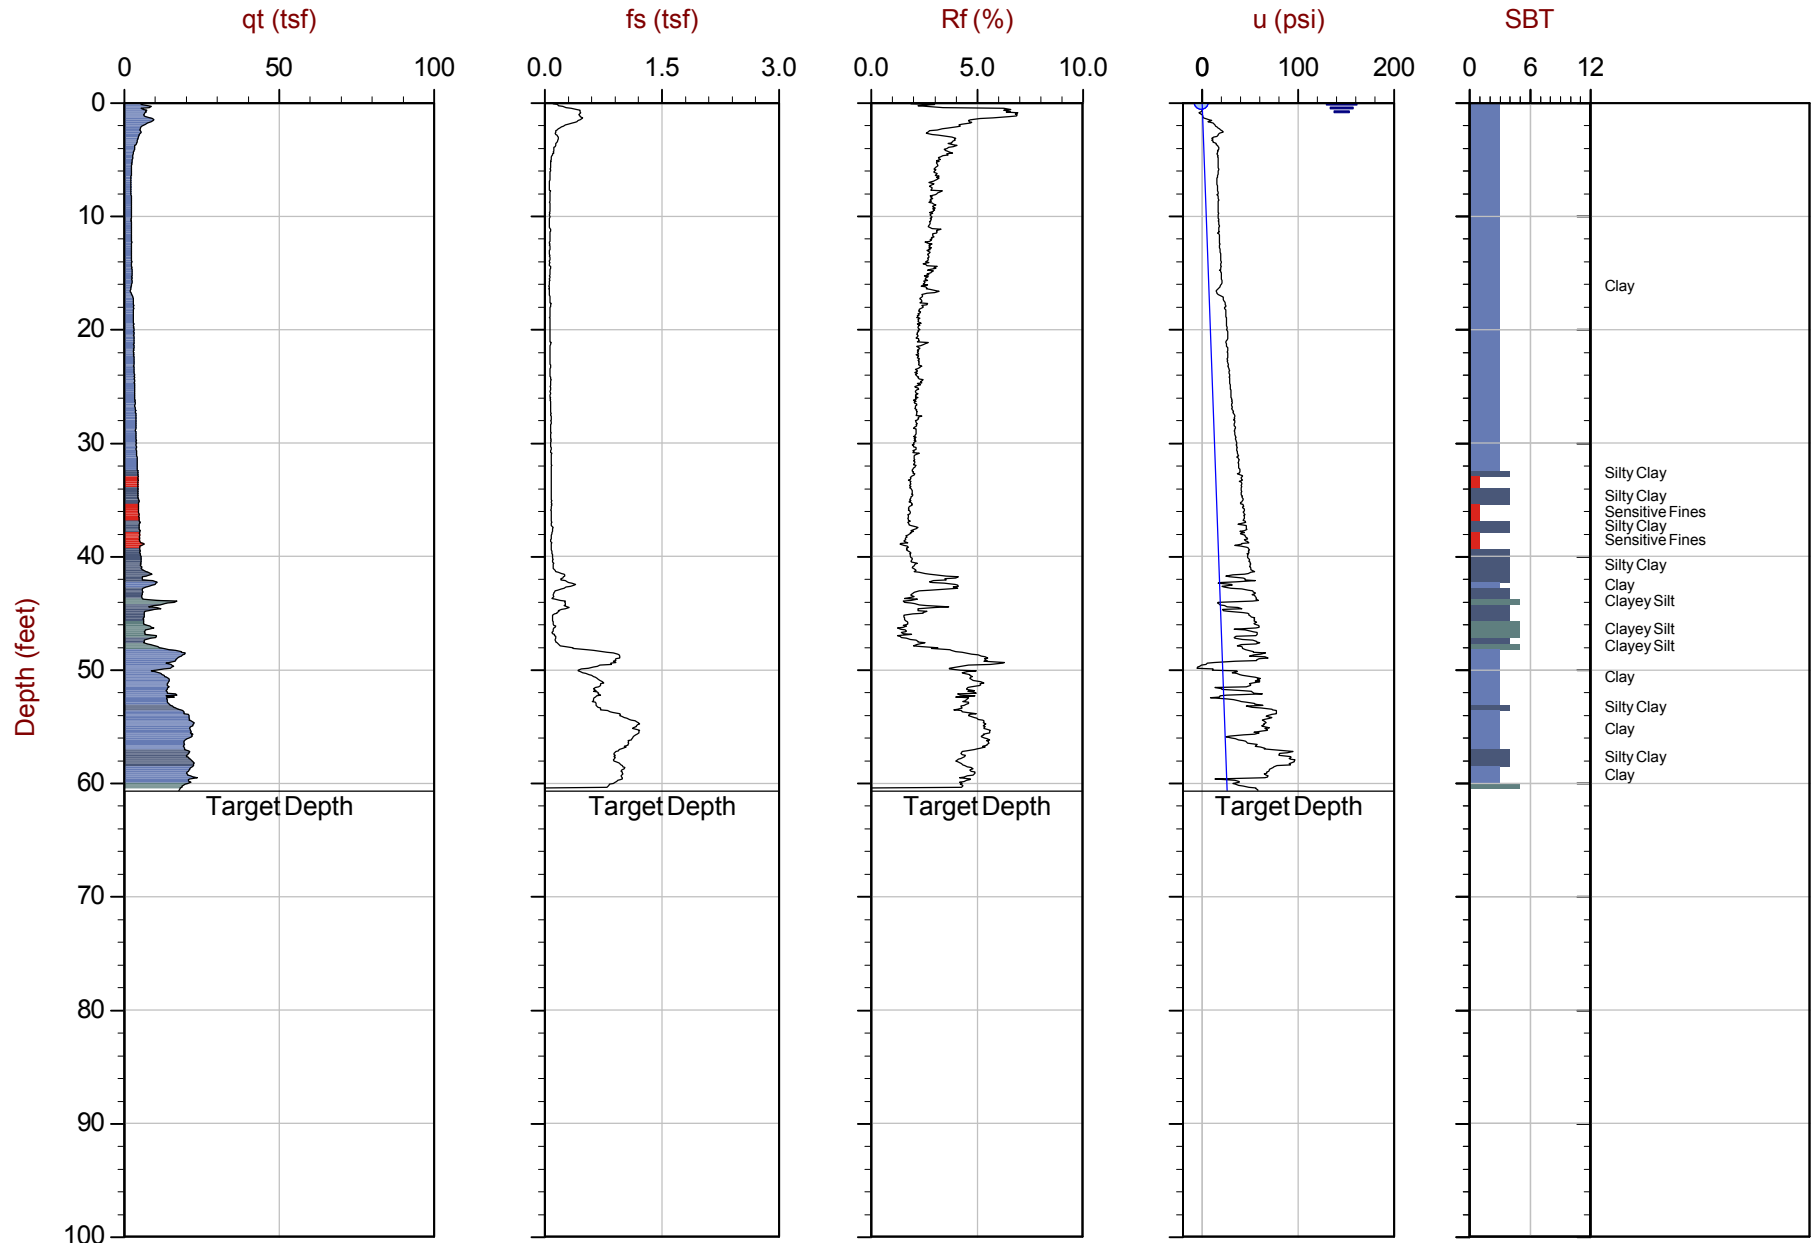 qt (tsf) fs (tsf) Rf (%) u (psi) SBT
0 50 100 0.0 1.5 3.0 0.0 5.0 10.0 0 100 200 0 6 12
0
10
20
30
40
50
60
70
80
90
100
Depth (feet)
Target Depth Target Depth Target Depth Target Depth
Clay
Silty Clay
Silty Clay
Sensitive Fines
Silty Clay
Sensitive Fines
Silty Clay
Clay
Clayey Silt
Clayey Silt
Clayey Silt
Clay
Silty Clay
Clay
Silty Clay
Clay